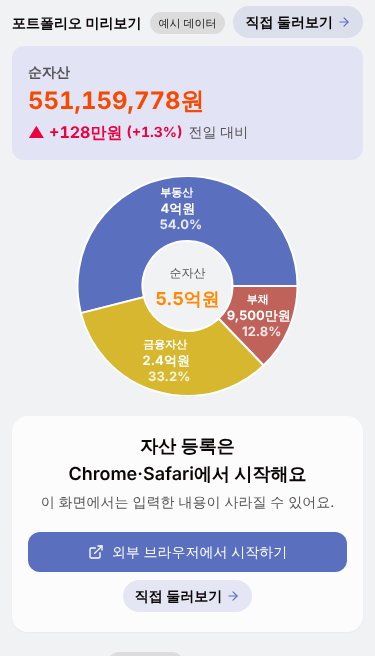 포트폴리오 미리보기
예시 데이터
직접 둘러보기 →
순자산
551,159,778원
▲ +128만원 (+1.3%) 전일 대비
부동산
4억원
54.0%
순자산
5.5억원
부채
9,500만원
12.8%
금융자산
2.4억원
33.2%
자산 등록은
Chrome·Safari에서 시작해요
이 화면에서는 입력한 내용이 사라질 수 있어요.
외부 브라우저에서 시작하기
직접 둘러보기 →